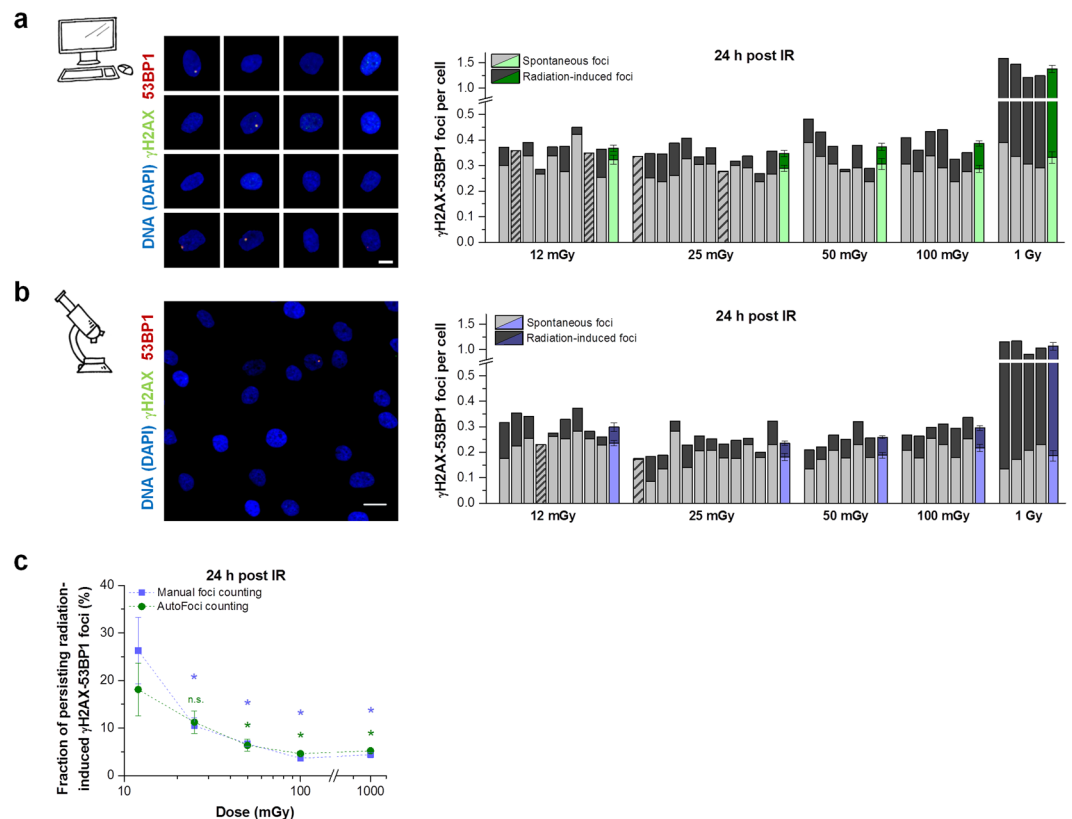 a
DNA (DAPI) γH2AX 53BP1
24 h post IR
Spontaneous foci
Radiation-induced foci
γH2AX-53BP1 foci per cell
1.5
1.0
0.5
0.4
0.3
0.2
0.1
0.0
12 mGy 25 mGy 50 mGy 100 mGy 1 Gy
b
DNA (DAPI) γH2AX 53BP1
24 h post IR
Spontaneous foci
Radiation-induced foci
γH2AX-53BP1 foci per cell
1.5
1.0
0.5
0.4
0.3
0.2
0.1
0.0
12 mGy 25 mGy 50 mGy 100 mGy 1 Gy
c
24 h post IR
Manual foci counting
AutoFoci counting
Fraction of persisting radiation-
induced γH2AX-53BP1 foci (%)
40
30
20
10
0
* * * *
n.s. * * *
10 100 1000
Dose (mGy)